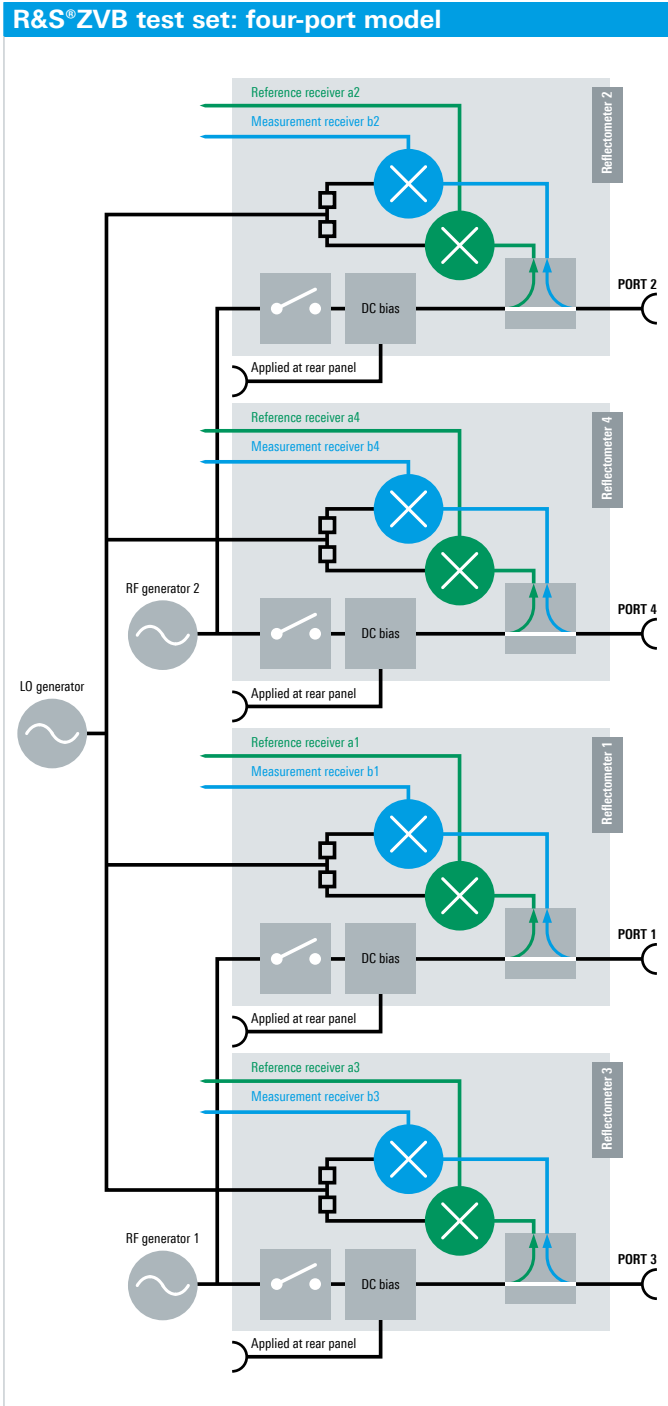 R&S®ZVB test set: four-port model
Reference receiver a2
Measurement receiver b2
Reflectometer 2
PORT 2
DC bias
Applied at rear panel
Reference receiver a4
Measurement receiver b4
Reflectometer 4
RF generator 2
PORT 4
DC bias
LO generator
Applied at rear panel
Reference receiver a1
Measurement receiver b1
Reflectometer 1
PORT 1
DC bias
Applied at rear panel
Reference receiver a3
Measurement receiver b3
Reflectometer 3
RF generator 1
PORT 3
DC bias
Applied at rear panel